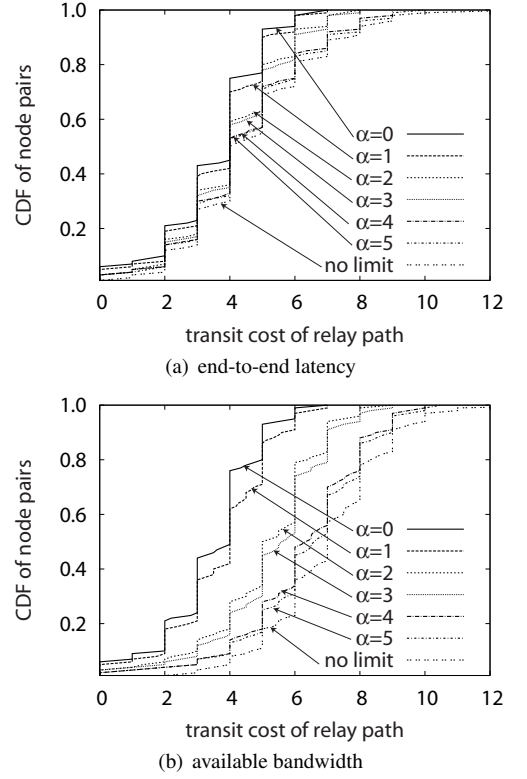 1.0
0.8
0.6
0.4
0.2
CDF of node pairs
α=0
α=1
α=2
α=3
α=4
α=5
no limit
0 2 4 6 8 10 12
transit cost of relay path
(a) end-to-end latency
1.0
0.8
0.6
0.4
0.2
CDF of node pairs
α=0
α=1
α=2
α=3
α=4
α=5
no limit
0 2 4 6 8 10 12
transit cost of relay path
(b) available bandwidth